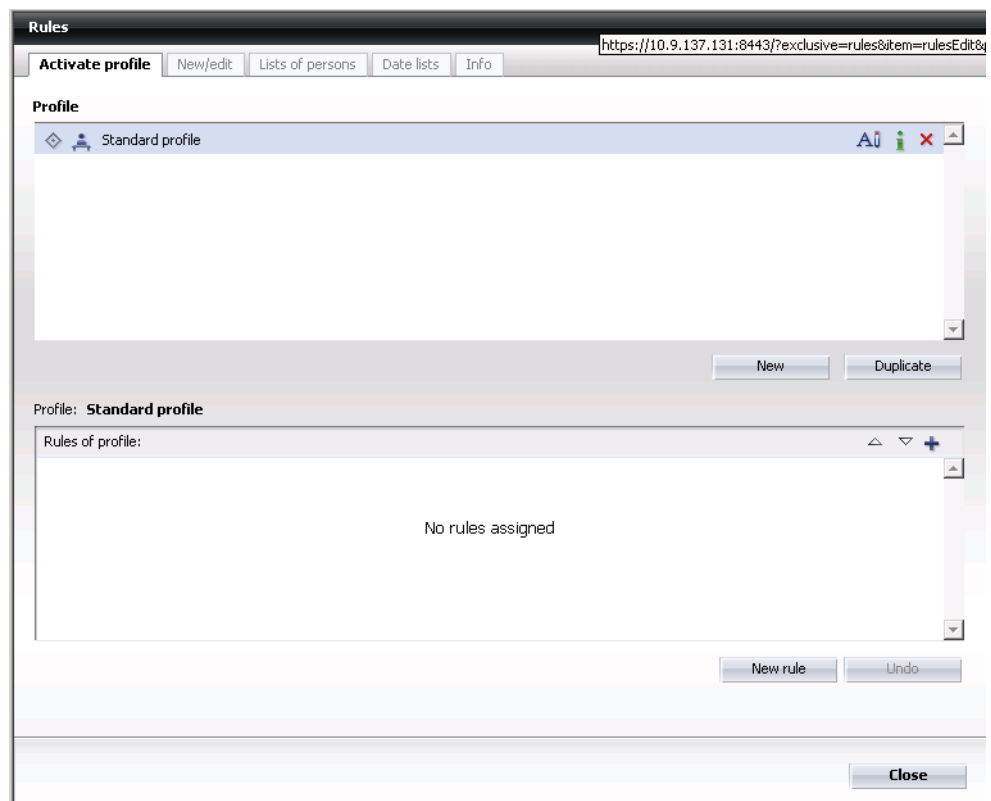 Rules
https://10.9.137.131:8443/?exclusive=rules&item=rulesEdit&
Activate profile New/edit Lists of persons Date lists Info
Profile
Standard profile
New Duplicate
Profile: Standard profile
Rules of profile:
No rules assigned
New rule Undo
Close